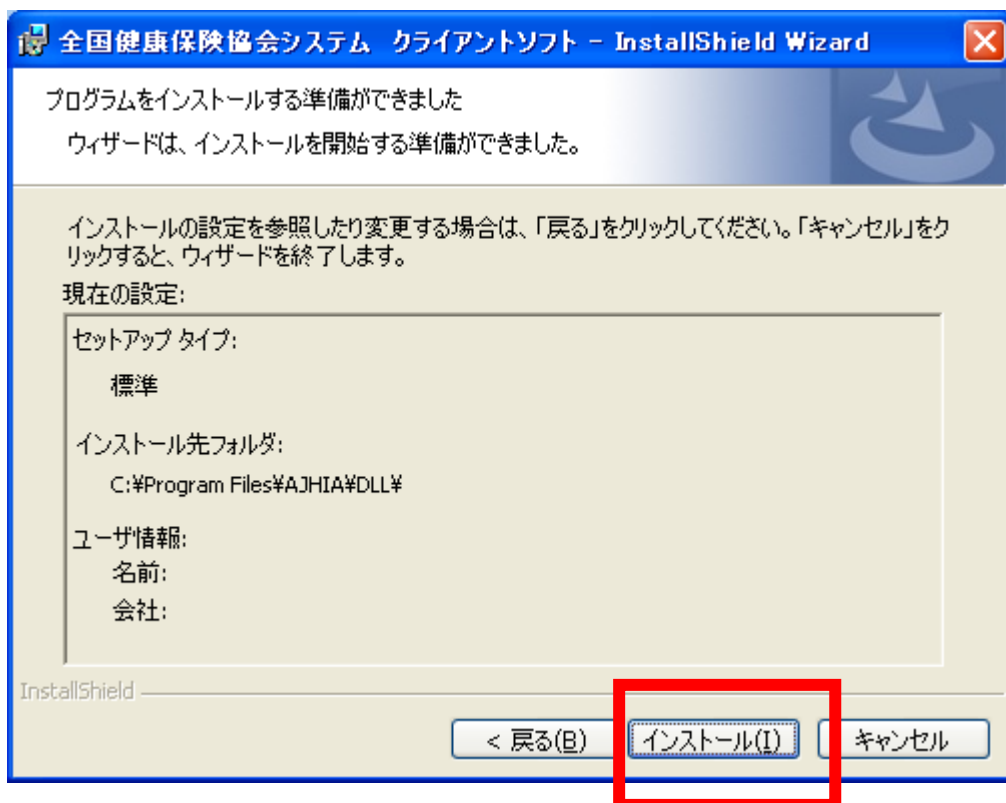 全国健康保険協会システム クライアントソフト - InstallShield Wizard
プログラムをインストールする準備ができました
ウィザードは、インストールを開始する準備ができました。
インストールの設定を参照したり変更する場合は、「戻る」をクリックしてください。「キャンセル」をク
リックすると、ウィザードを終了します。
現在の設定:
セットアップ タイプ:
標準
インストール先フォルダ:
C:¥Program Files¥AJHIA¥DLL¥
ユーザ情報:
名前:
会社:
InstallShield
< 戻る(B)
インストール(I)
キャンセル